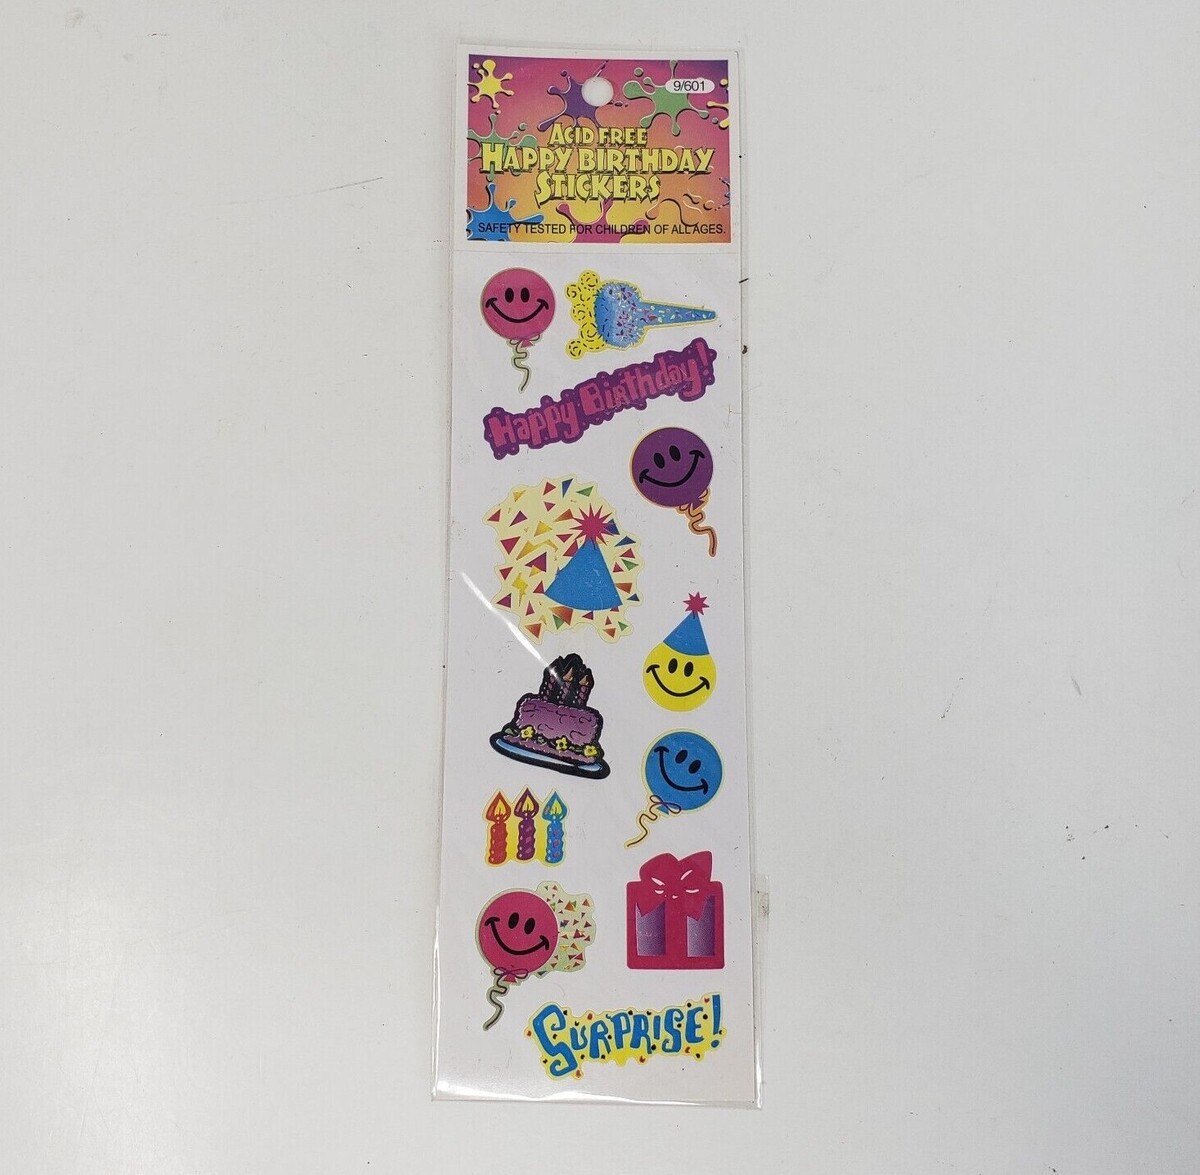 9/601
ACID FREE
HAPPY BIRTHDAY
STICKERS
SAFETY TESTED FOR CHILDREN OF ALL AGES.
Happy Birthday!
SURPRISE!